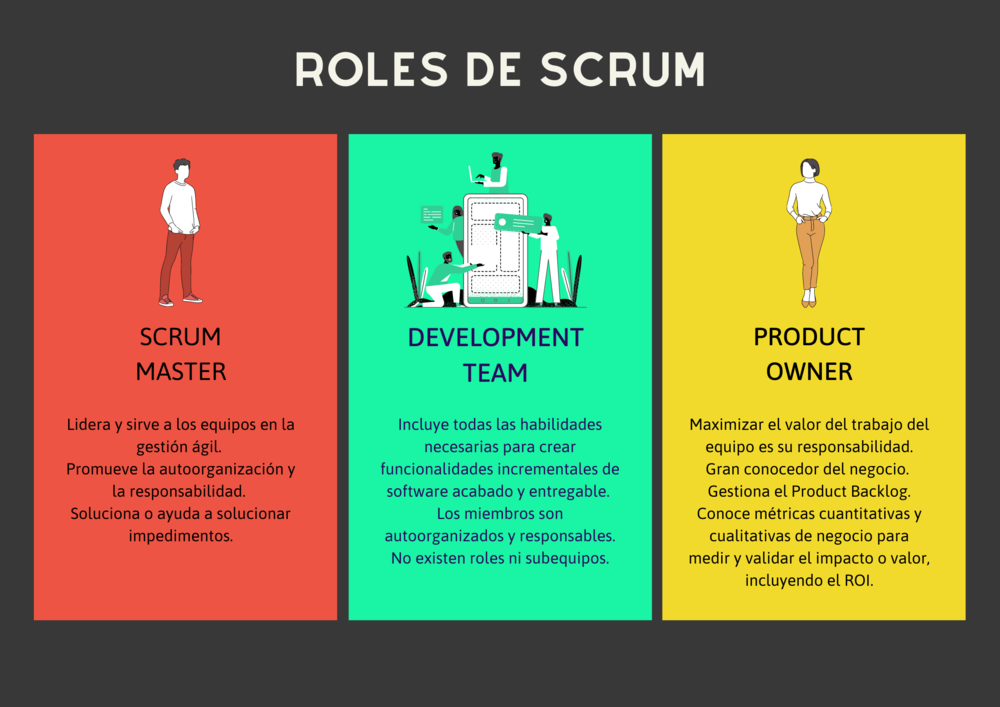 ROLES DE SCRUM
SCRUM
MASTER
Lidera y sirve a los equipos en la
gestión ágil.
Promueve la autoorganización y
la responsabilidad.
Soluciona o ayuda a solucionar
impedimentos.
DEVELOPMENT
TEAM
Incluye todas las habilidades
necesarias para crear
funcionalidades incrementales de
software acabado y entregable.
Los miembros son
autoorganizados y responsables.
No existen roles ni subequipos.
PRODUCT
OWNER
Maximizar el valor del trabajo del
equipo es su responsabilidad.
Gran conocedor del negocio.
Gestiona el Product Backlog.
Conoce métricas cuantitativas y
cualitativas de negocio para
medir y validar el impacto o valor,
incluyendo el ROI.